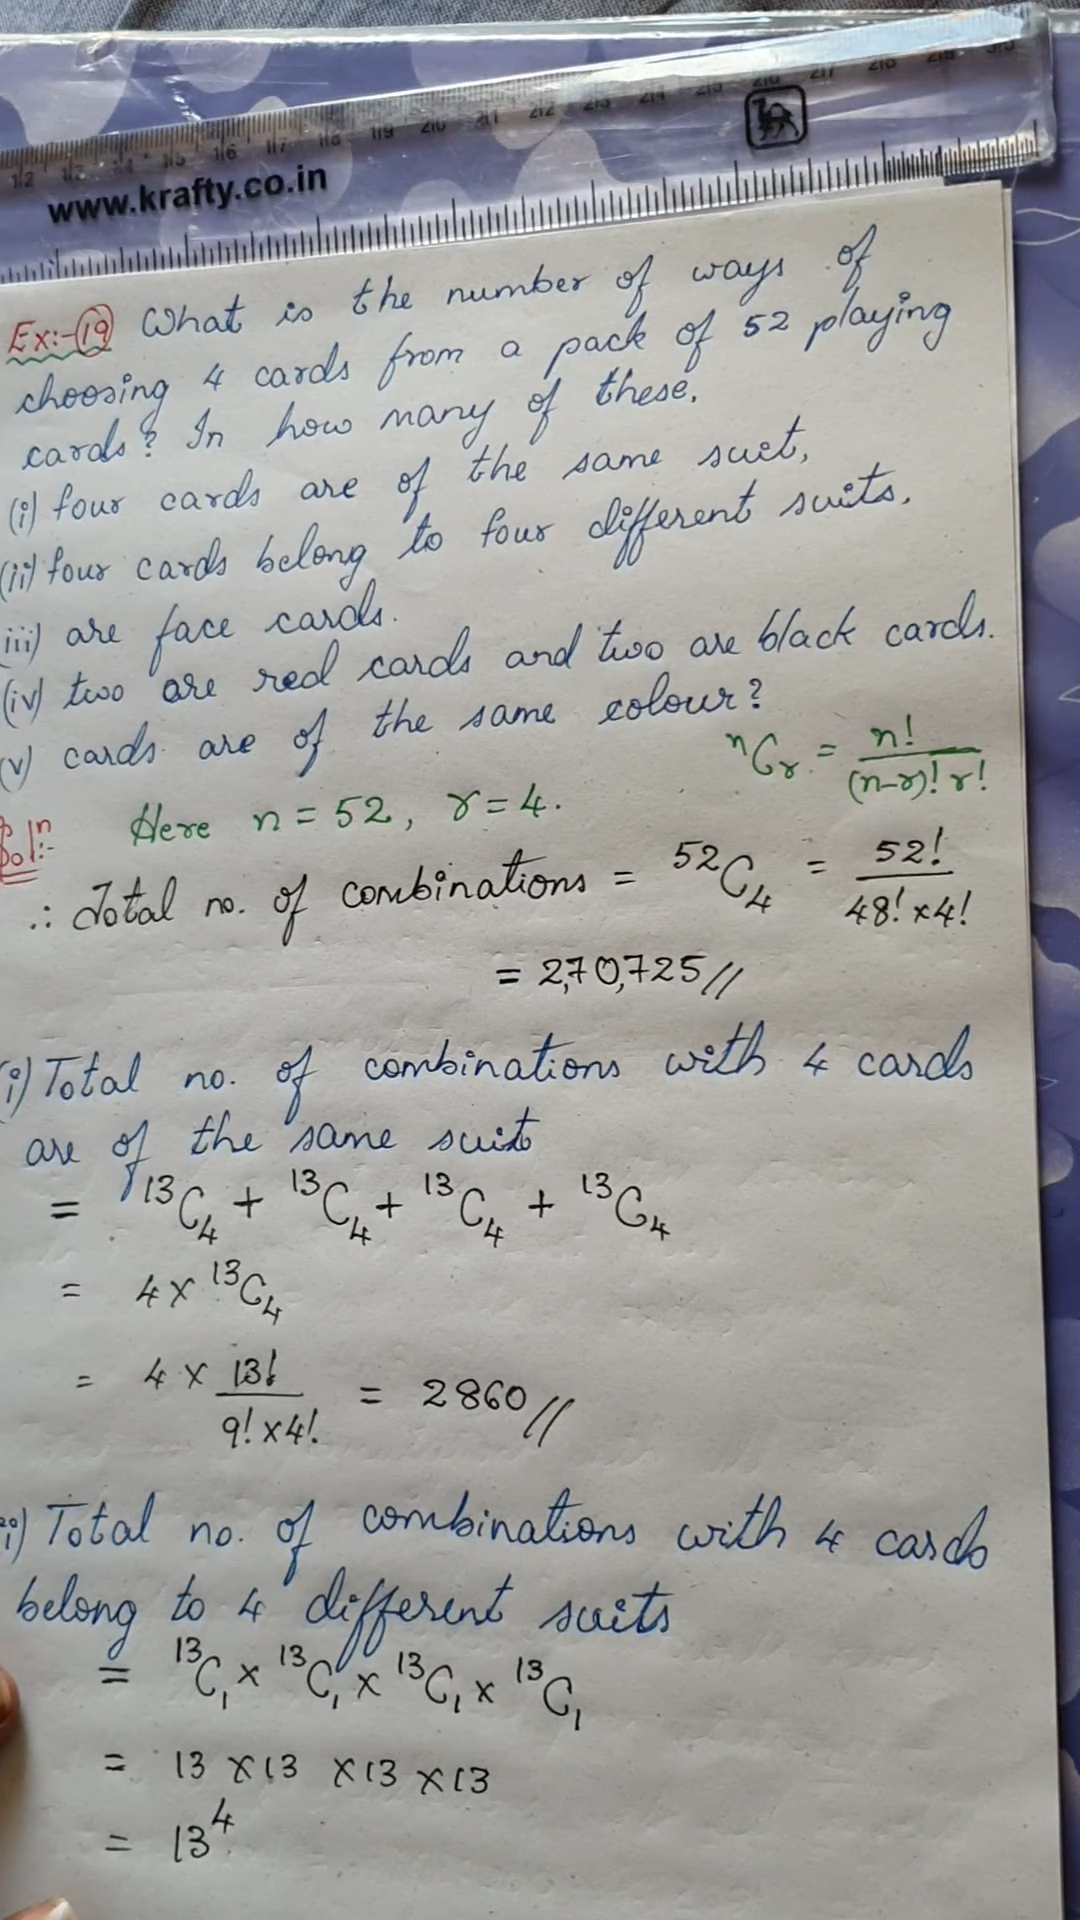 www.krafty.co.in
Ex:-(19) What is the number of ways of
choosing 4 cards from a pack of 52 playing
cards? In how many of these,
(i) four cards are of the same suit,
(ii) four cards belong to four different suits,
(iii) are face cards.
(iv) two are red cards and two are black cards.
(v) cards are of the same colour?
ⁿCᵣ = n! / (n-r)! r!
Solⁿ:- Here n = 52, r = 4.
∴ Total no. of combinations = ⁵²C₄ = 52! / 48! × 4!
= 2,70,725 //
(i) Total no. of combinations with 4 cards
are of the same suit
= ¹³C₄ + ¹³C₄ + ¹³C₄ + ¹³C₄
= 4 × ¹³C₄
= 4 × 13! / 9! × 4! = 2860 //
ii) Total no. of combinations with 4 cards
belong to 4 different suits
= ¹³C₁ × ¹³C₁ × ¹³C₁ × ¹³C₁
= 13 × 13 × 13 × 13
= 13⁴